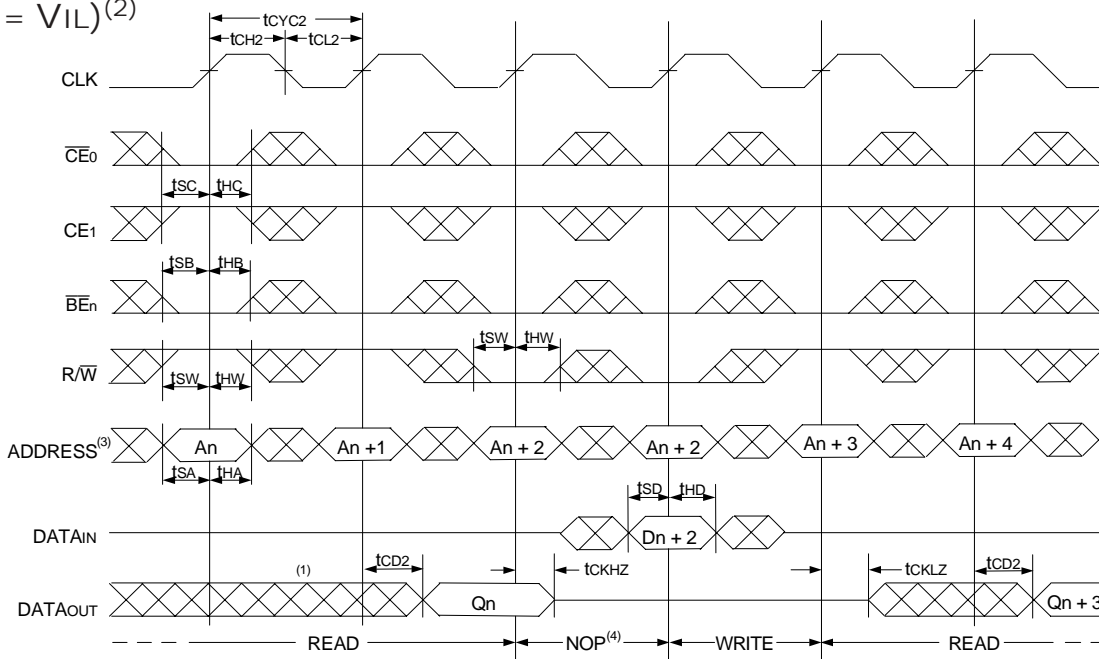 = VIL)(2)
tCYC2
tCH2 tCL2
CLK
CE0
tSC tHC
CE1
tSB tHB
BEn
tSW tHW
R/W
tSW tHW
ADDRESS(3)
An An +1 An + 2 An + 2 An + 3 An + 4
tSA tHA
tSD tHD
DATAIN
Dn + 2
(1) tCD2 tCKHZ tCKLZ tCD2
DATAOUT
Qn Qn + 3
READ NOP(4) WRITE READ